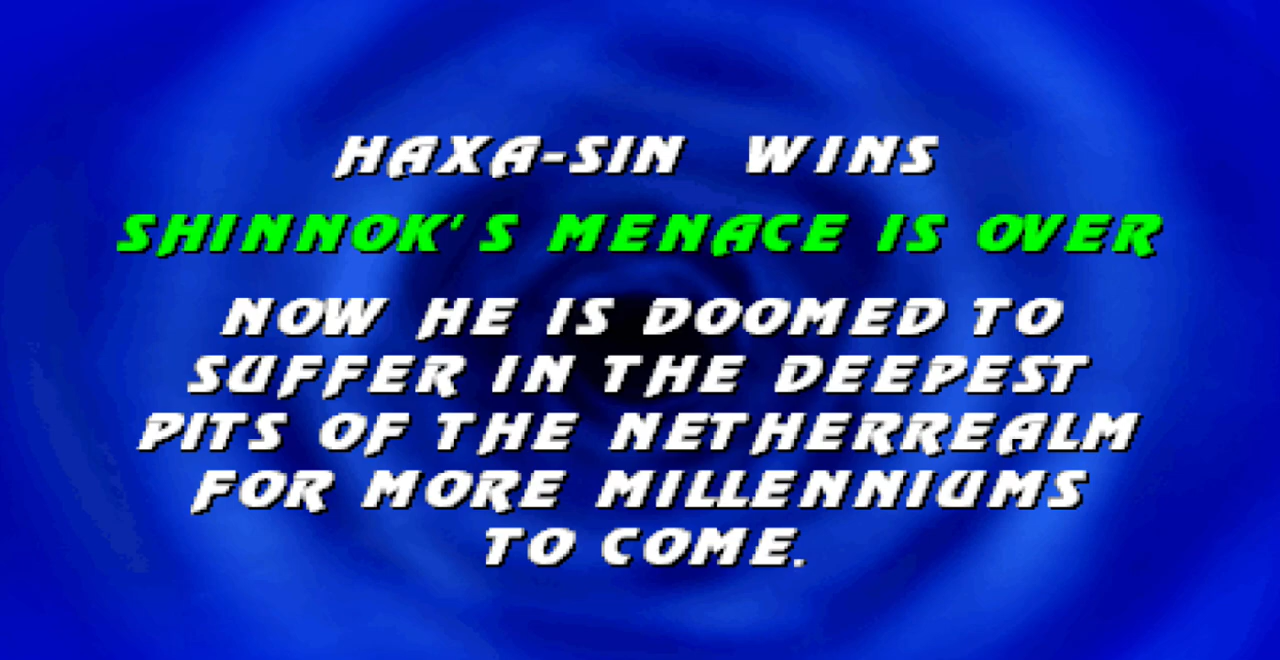 HAXA-SIN WINS
SHINNOK'S MENACE IS OVER
NOW HE IS DOOMED TO
SUFFER IN THE DEEPEST
PITS OF THE NETHERREALM
FOR MORE MILLENNIUMS
TO COME.